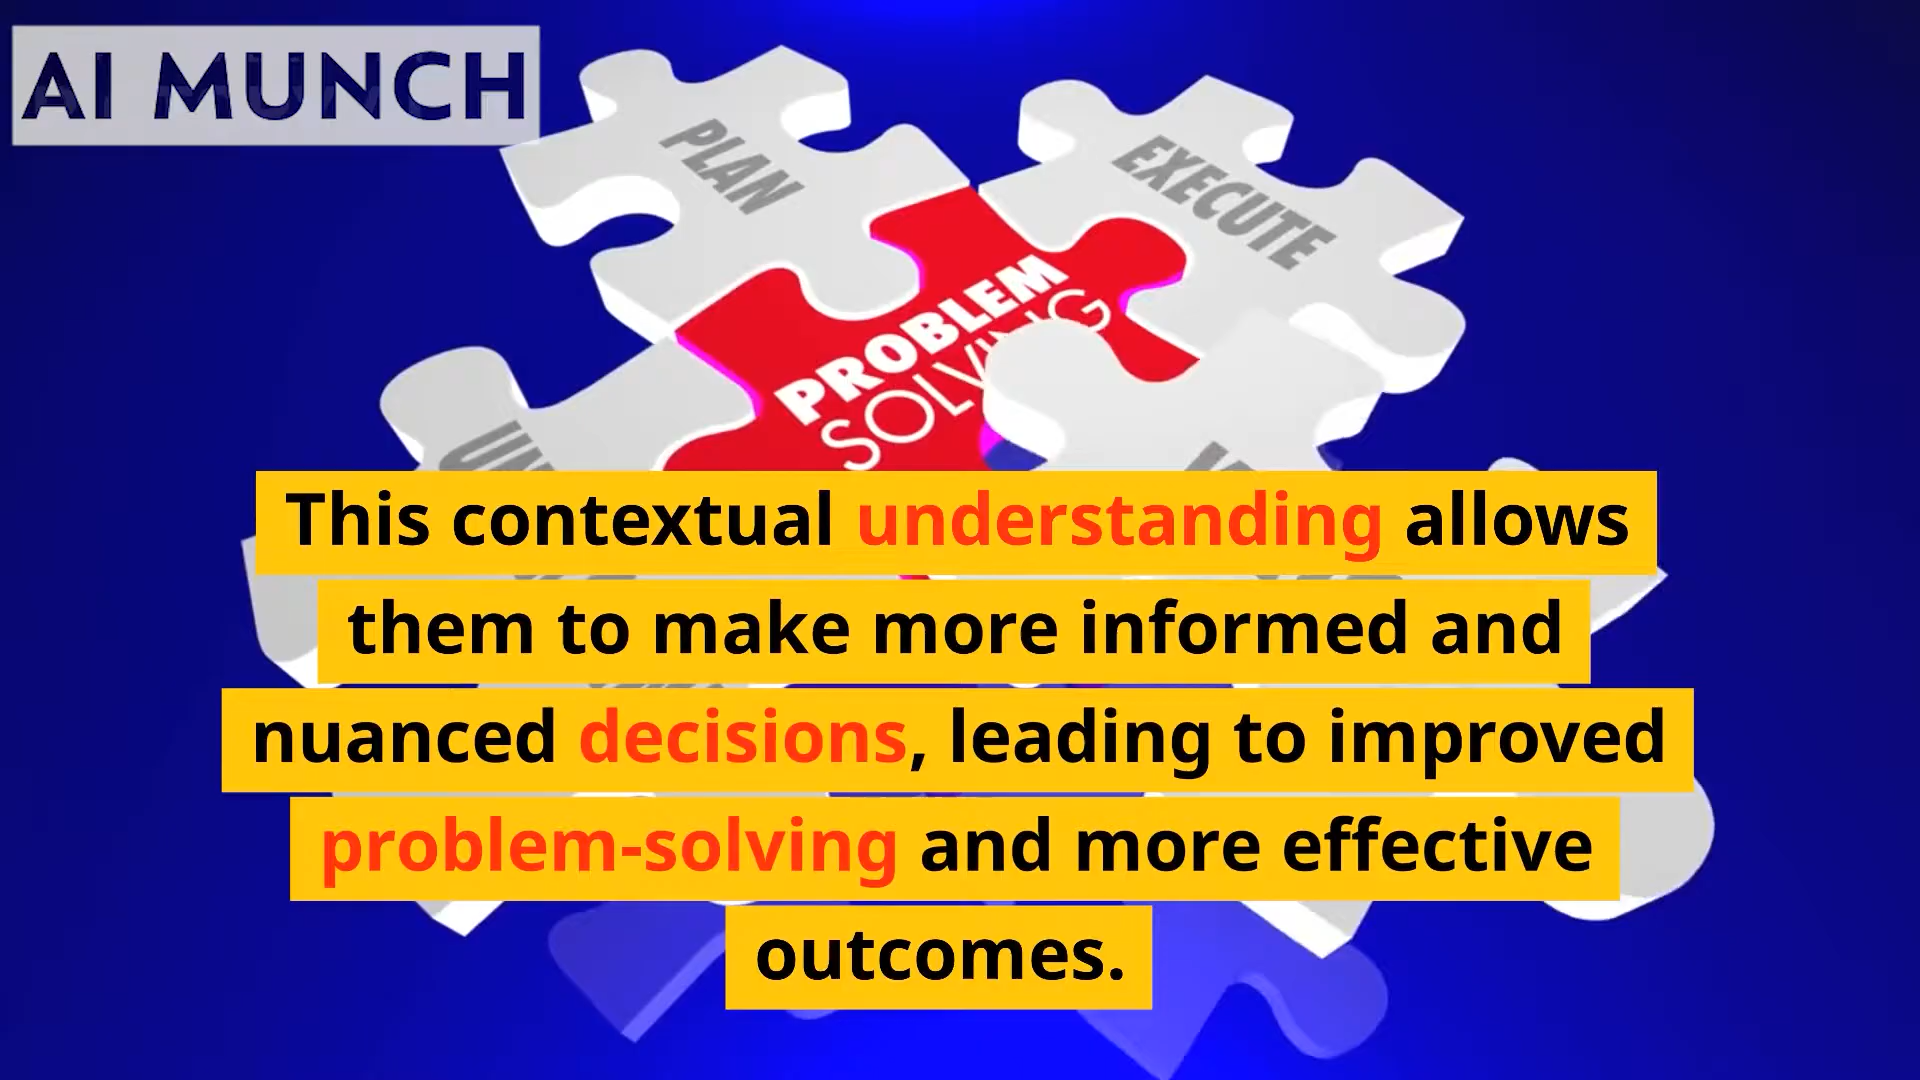 AI MUNCH
PLAN
EXECUTE
PROBLEM
SOLVING
This contextual understanding allows
them to make more informed and
nuanced decisions, leading to improved
problem-solving and more effective
outcomes.